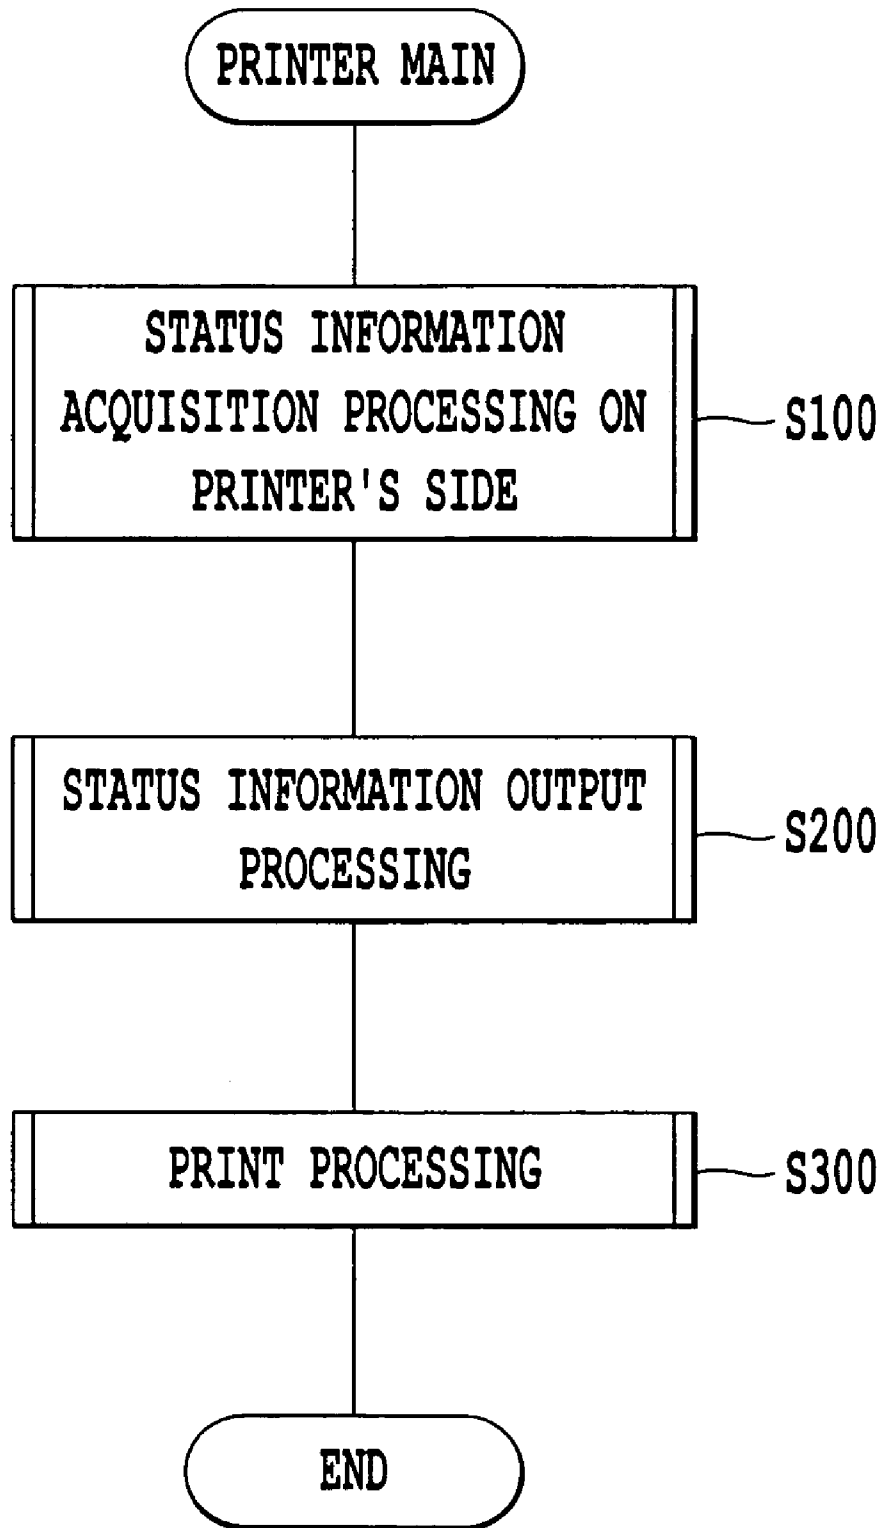 PRINTER MAIN
STATUS INFORMATION
ACQUISITION PROCESSING ON
PRINTER'S SIDE
S100
STATUS INFORMATION OUTPUT
PROCESSING
S200
PRINT PROCESSING
S300
END